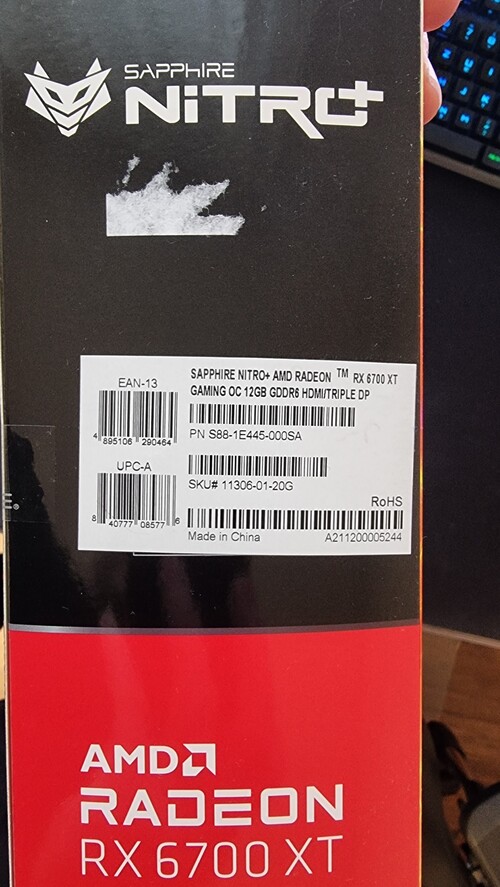 SAPPHIRE
NiTRO+
EAN-13
4 895106 290464
UPC-A
8 40777 08577 6
SAPPHIRE NITRO+ AMD RADEON ™ RX 6700 XT
GAMING OC 12GB GDDR6 HDMI/TRIPLE DP
PN S88-1E445-000SA
SKU# 11306-01-20G
RoHS
Made in China A211200005244
E®
AMD
RADEON
RX 6700 XT